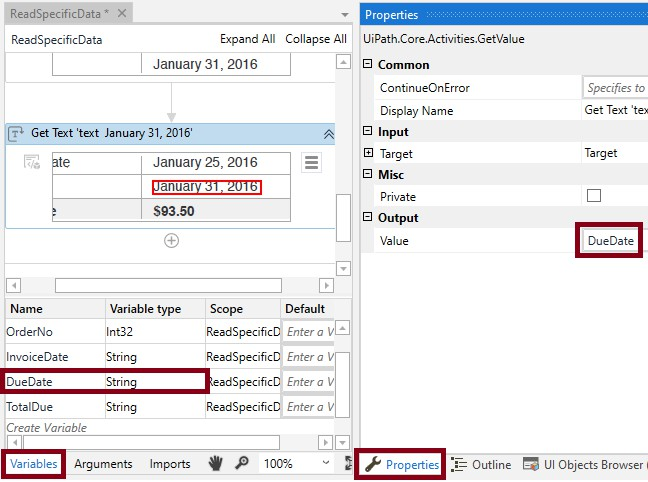 ReadSpecificData *
ReadSpecificData
Expand All
Collapse All
January 31, 2016
Get Text 'text January 31, 2016'
ate
January 25, 2016
January 31, 2016
e
$93.50
Name
Variable type
Scope
Default
OrderNo
Int32
ReadSpecificD
Enter a V
InvoiceDate
String
ReadSpecificD
Enter a V
DueDate
String
ReadSpecificD
Enter a V
TotalDue
String
ReadSpecificD
Enter a V
Create Variable
Variables
Arguments
Imports
100%
Properties
UiPath.Core.Activities.GetValue
Common
ContinueOnError
Specifies to
Display Name
Get Text 'tex
Input
Target
Target
Misc
Private
Output
Value
DueDate
Properties
Outline
UI Objects Browser (